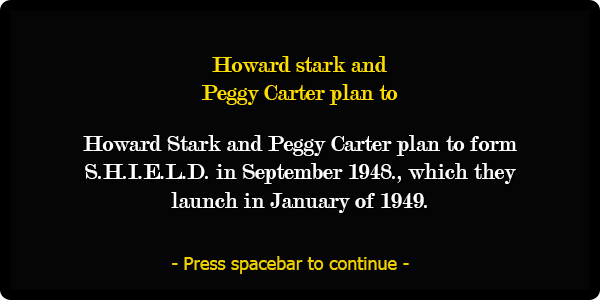 Howard stark and
Peggy Carter plan to
Howard Stark and Peggy Carter plan to form
S.H.I.E.L.D. in September 1948., which they
launch in January of 1949.
- Press spacebar to continue -